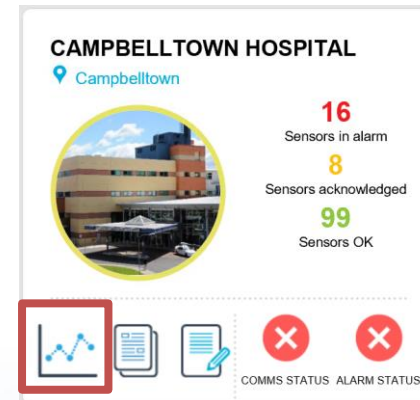 CAMPBELLTOWN HOSPITAL
Campbelltown
16
Sensors in alarm
8
Sensors acknowledged
99
Sensors OK
COMMS STATUS ALARM STATUS